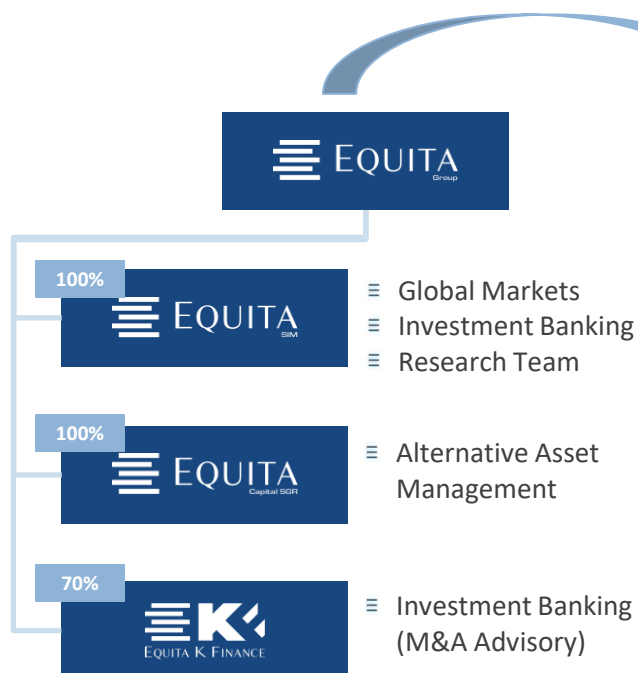 EQUITA
Group
100%
EQUITA
SIM
Global Markets
Investment Banking
Research Team
100%
EQUITA
Capital SGR
Alternative Asset
Management
70%
K
EQUITA K FINANCE
Investment Banking
(M&A Advisory)